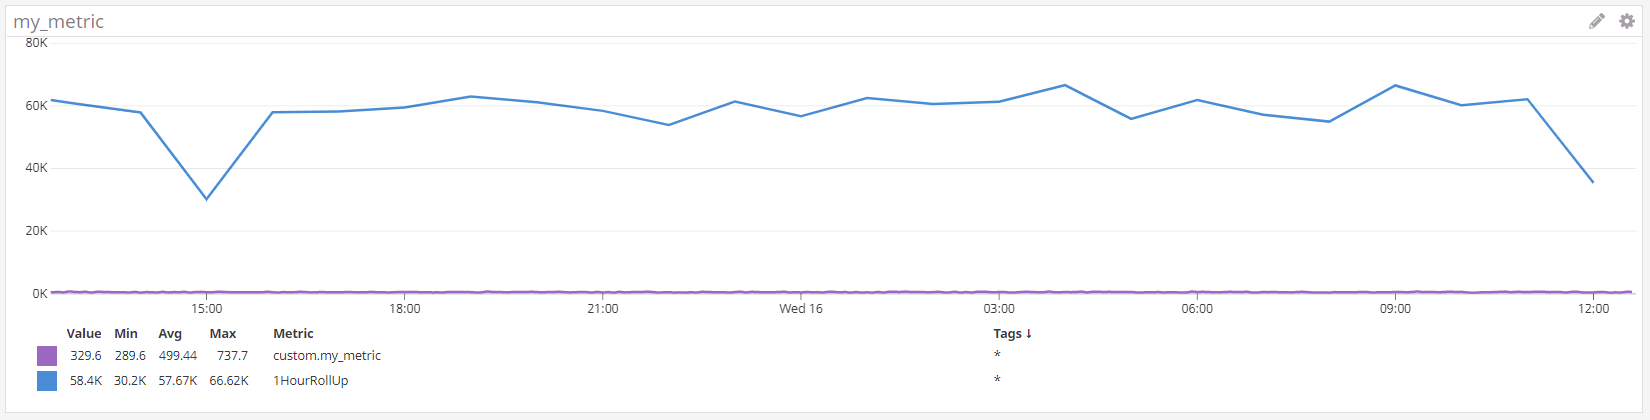 my_metric
80K
60K
40K
20K
0K
15:00 18:00 21:00 Wed 16 03:00 06:00 09:00 12:00
Value Min Avg Max Metric Tags ↓
329.6 289.6 499.44 737.7 custom.my_metric *
58.4K 30.2K 57.67K 66.62K 1HourRollUp *